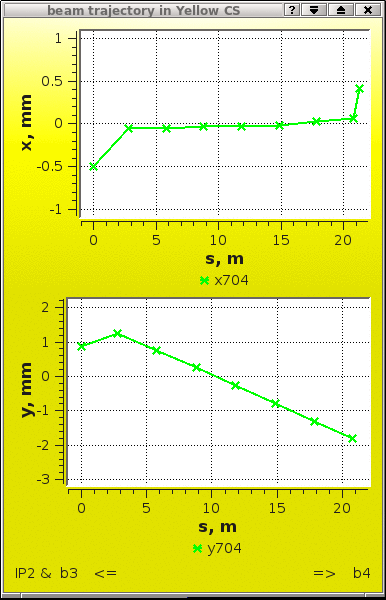 beam trajectory in Yellow CS ?
1
0.5
0
-0.5
-1
x, mm
0 5 10 15 20
s, m
x704
2
1
0
-1
-2
-3
y, mm
0 5 10 15 20
s, m
y704
IP2 & b3 <= => b4